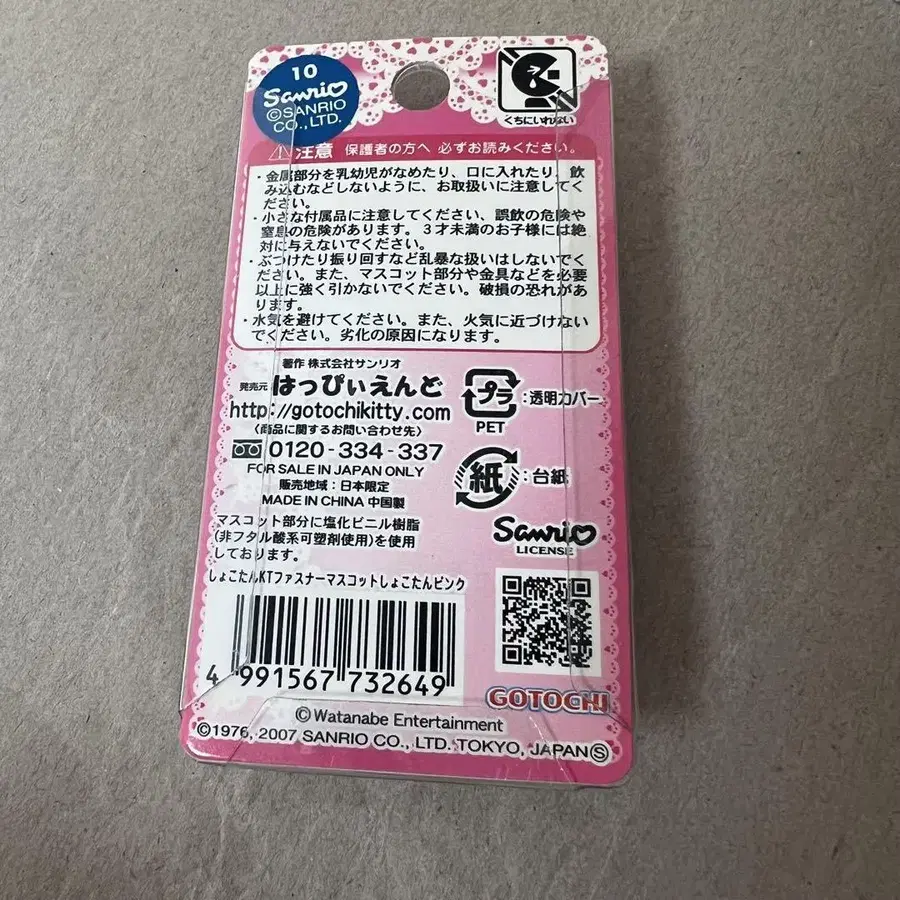 10
Sanrio
©SANRIO
CO.,LTD.
くちにいれない
注意 保護者の方へ 必ずお読みください。
・金属部分を乳幼児がなめたり、口に入れたり、飲
み込むなどしないように、お取扱いに注意してく
ださい。
・小さな付属品に注意してください、誤飲の危険や
窒息の危険があります。3才未満のお子様には絶
対に与えないでください。
・ぶつけたり振り回すなど乱暴な扱いはしないでく
ださい。また、マスコット部分や金具などを必要
以上に強く引かないでください。破損の恐れがあ
ります。
・水気を避けてください。また、火気に近づけない
でください。劣化の原因になります。
著作 株式会社サンリオ
発売元 はっぴぃえんど
http://gotochikitty.com
〈商品に関するお問い合わせ先〉
0120-334-337
FOR SALE IN JAPAN ONLY
販売地域：日本限定
MADE IN CHINA 中国製
プラ
：透明カバー
PET
紙
：台紙
マスコット部分に塩化ビニル樹脂
(非フタル酸系可塑剤使用)を使用
しております。
Sanrio
LICENSE
しょこたんKTファスナーマスコットしょこたんピンク
4 991567 732649
GOTOCHI
©Watanabe Entertainment
©1976, 2007 SANRIO CO., LTD. TOKYO, JAPAN Ⓢ